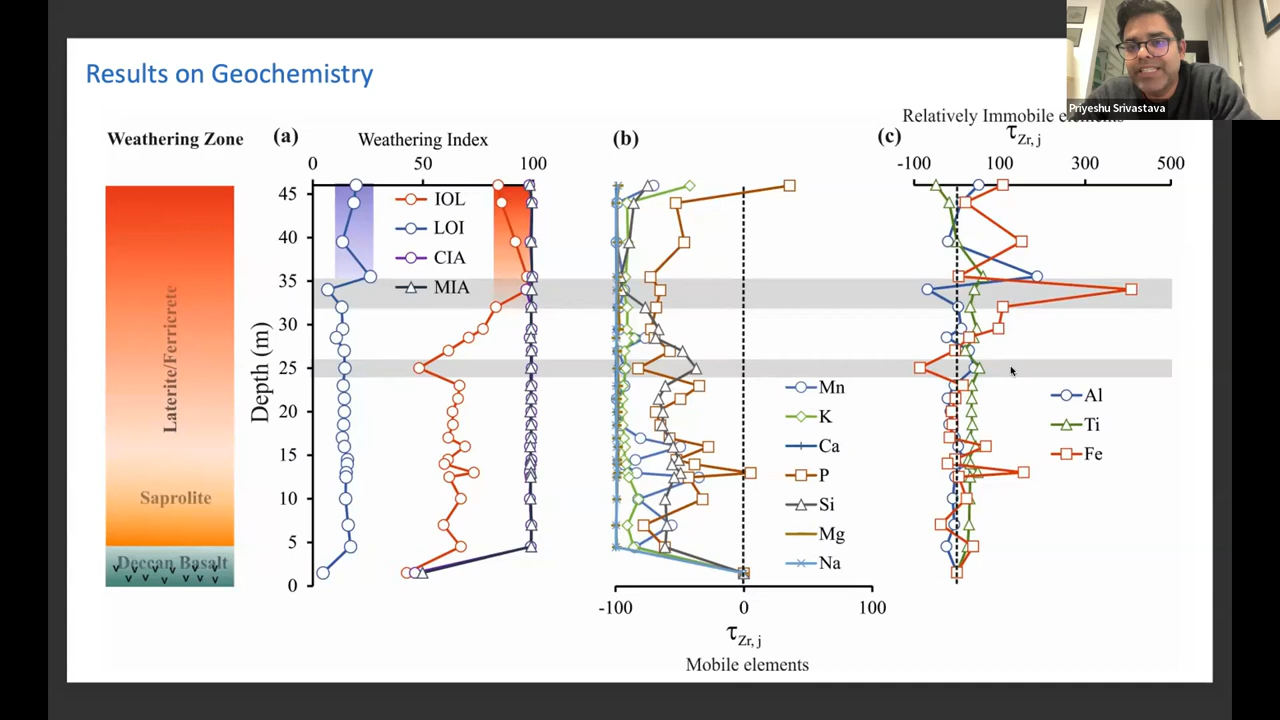 Results on Geochemistry
Priyeshu Srivastava
Weathering Zone
Laterite/Ferricrete
Saprolite
Deccan Basalt
(a)
Weathering Index
0 50 100
45
40
35
30
25
20
15
10
5
0
Depth (m)
IOL
LOI
CIA
MIA
(b)
Mn
K
Ca
P
Si
Mg
Na
-100 0 100
τZr, j
Mobile elements
(c)
Relatively Immobile elements
τZr, j
-100 100 300 500
Al
Ti
Fe